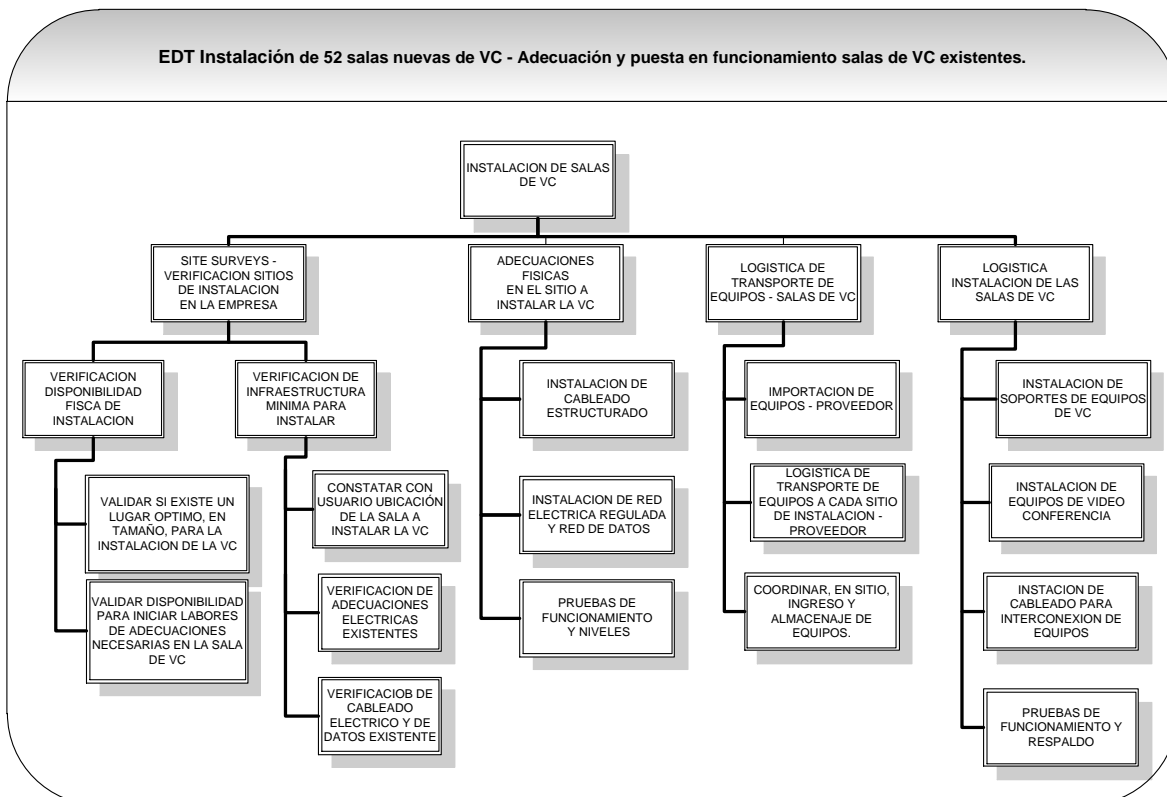 EDT Instalación de 52 salas nuevas de VC - Adecuación y puesta en funcionamiento salas de VC existentes.
INSTALACION DE SALAS
DE VC
SITE SURVEYS -
VERIFICACION SITIOS
DE INSTALACION
EN LA EMPRESA
ADECUACIONES
FISICAS
EN EL SITIO A
INSTALAR LA VC
LOGISTICA DE
TRANSPORTE DE
EQUIPOS - SALAS DE VC
LOGISTICA
INSTALACION DE LAS
SALAS DE VC
VERIFICACION
DISPONIBILIDAD
FISCA DE
INSTALACION
VERIFICACION DE
INFRAESTRUCTURA
MINIMA PARA
INSTALAR
VALIDAR SI EXISTE UN
LUGAR OPTIMO, EN
TAMAÑO, PARA LA
INSTALACION DE LA VC
VALIDAR DISPONIBILIDAD
PARA INICIAR LABORES
DE ADECUACIONES
NECESARIAS EN LA SALA
DE VC
CONSTATAR CON
USUARIO UBICACIÓN
DE LA SALA A
INSTALAR LA VC
VERIFICACION DE
ADECUACIONES
ELECTRICAS
EXISTENTES
VERIFICACIOB DE
CABLEADO
ELECTRICO Y DE
DATOS EXISTENTE
INSTALACION DE
CABLEADO
ESTRUCTURADO
INSTALACION DE RED
ELECTRICA REGULADA
Y RED DE DATOS
PRUEBAS DE
FUNCIONAMIENTO
Y NIVELES
IMPORTACION DE
EQUIPOS - PROVEEDOR
LOGISTICA DE
TRANSPORTE DE
EQUIPOS A CADA SITIO
DE INSTALACION -
PROVEEDOR
COORDINAR, EN SITIO,
INGRESO Y
ALMACENAJE DE
EQUIPOS.
INSTALACION DE
SOPORTES DE EQUIPOS
DE VC
INSTALACION DE
EQUIPOS DE VIDEO
CONFERENCIA
INSTACION DE
CABLEADO PARA
INTERCONEXION DE
EQUIPOS
PRUEBAS DE
FUNCIONAMIENTO Y
RESPALDO